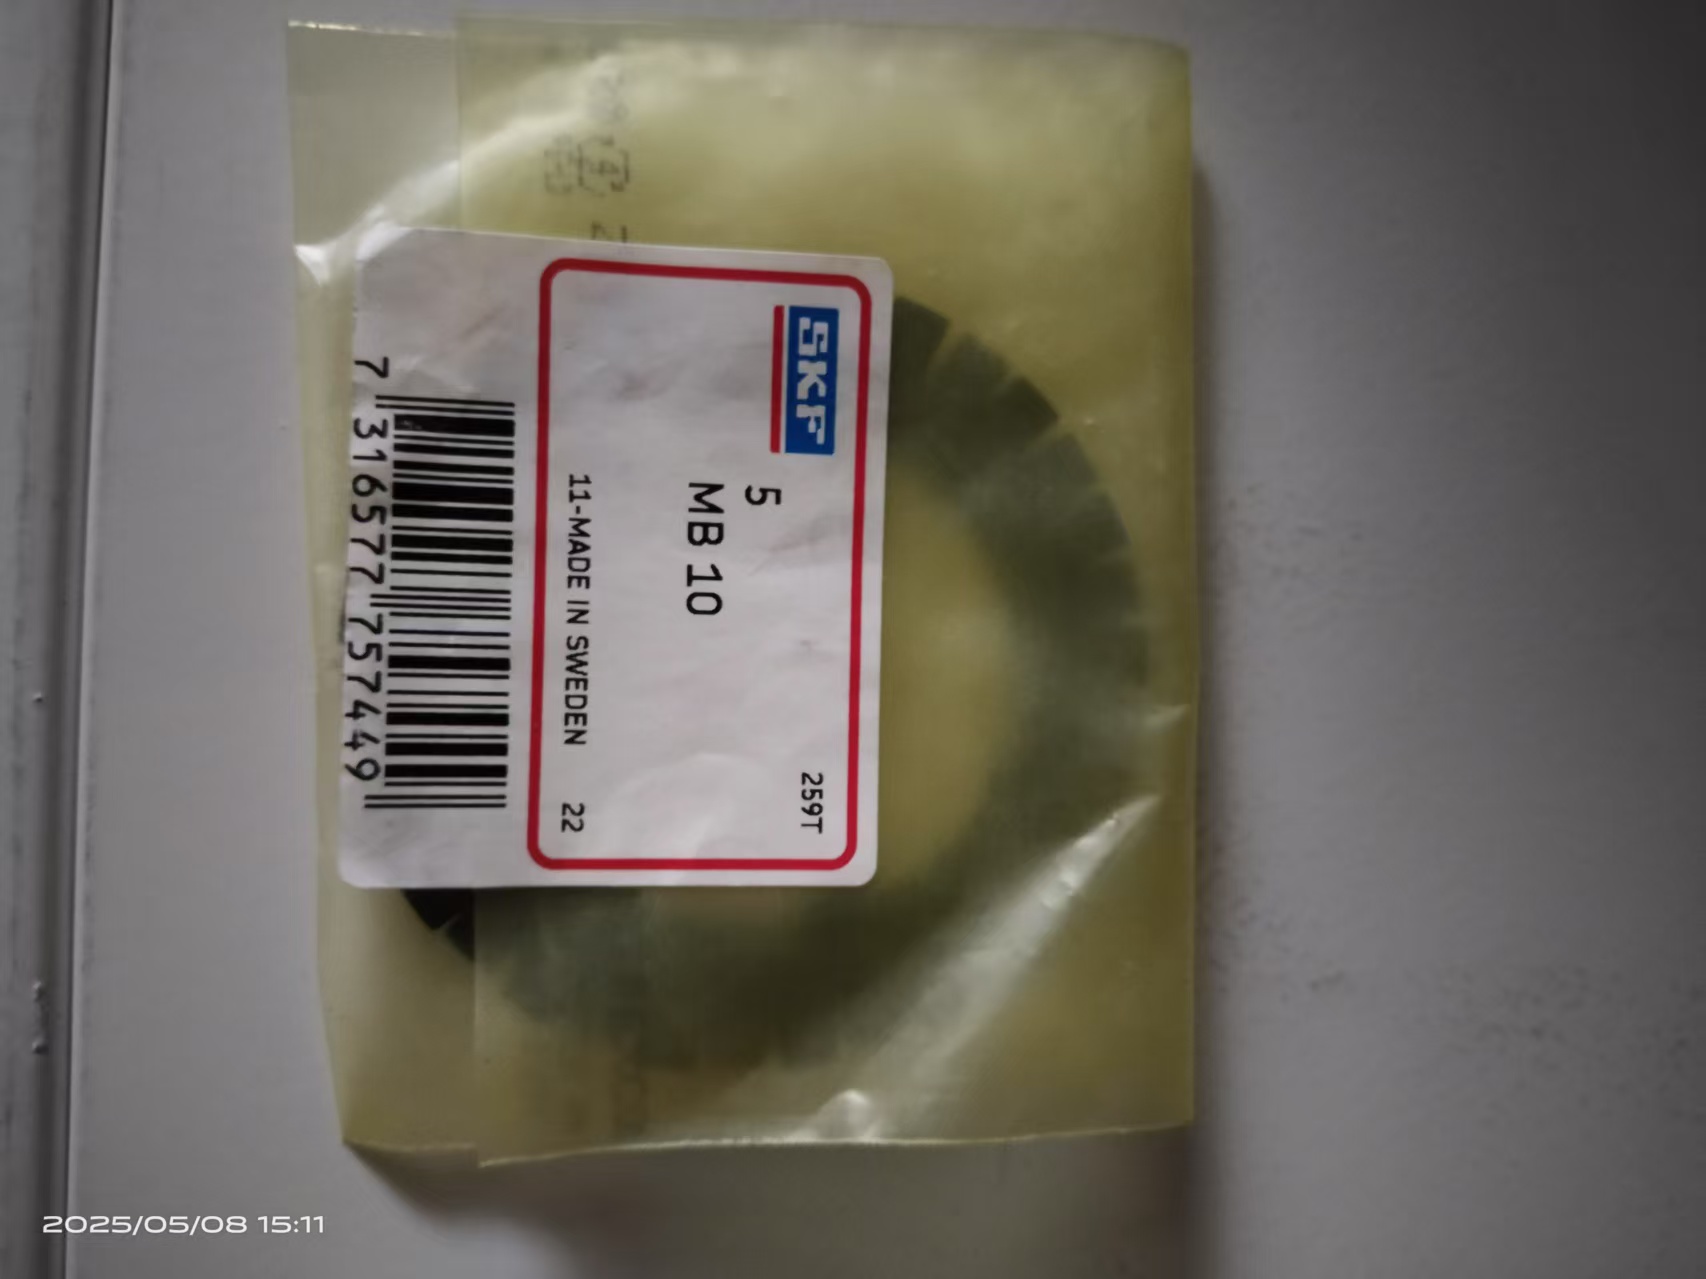 SKF
259T
5
MB 10
11-MADE IN SWEDEN 22
7 316577 757449
2025/05/08 15:11